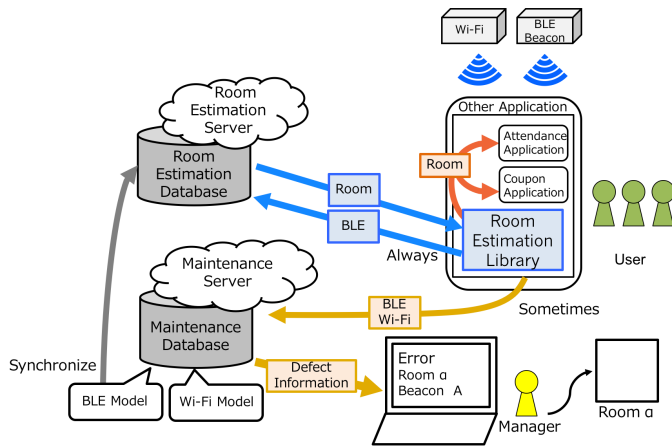 Wi-Fi
BLE
Beacon
Room
Estimation
Server
Other Application
Attendance
Application
Room
Estimation
Database
Room
Coupon
Application
Room
BLE
Room
Estimation
Library
Always
User
Maintenance
Server
BLE
Wi-Fi
Sometimes
Maintenance
Database
Synchronize
Defect
Information
Error
Room α
Beacon A
BLE Model
Wi-Fi Model
Manager
Room α